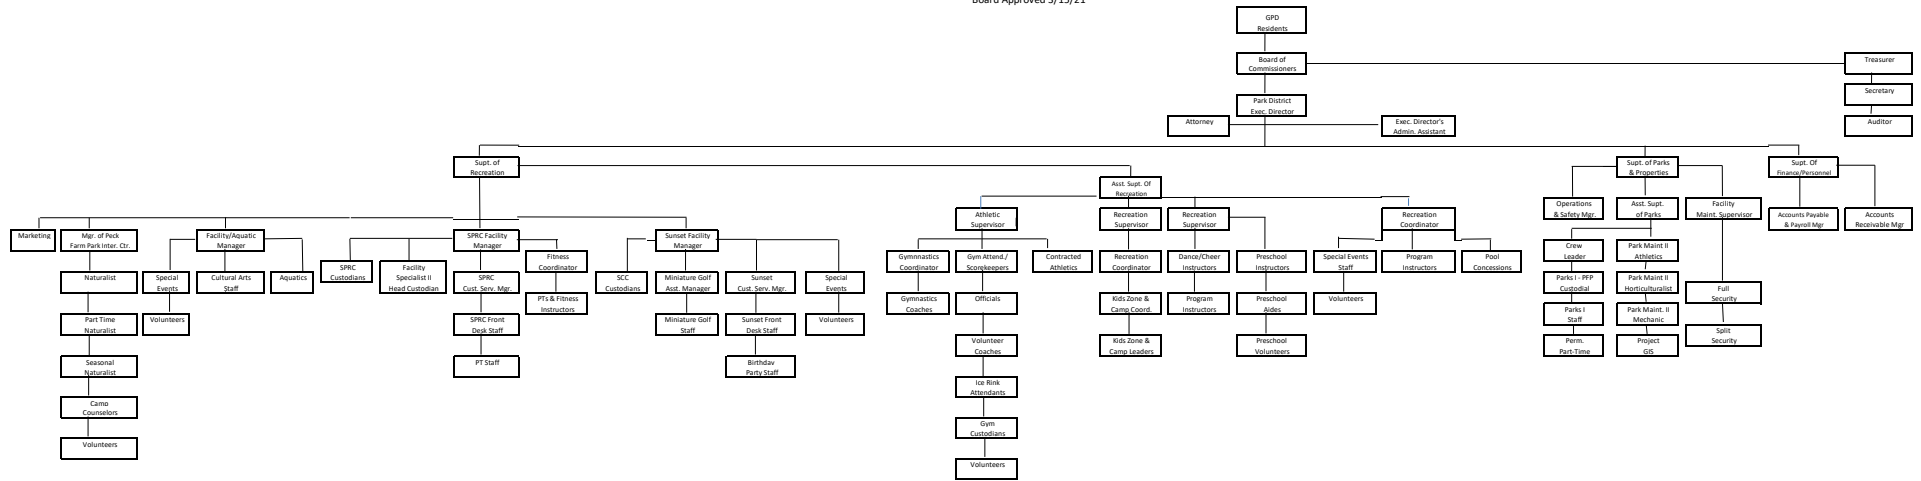 Board Approved 3/15/21
GPD
Residents
Board of
Commissioners
Treasurer
Secretary
Park District
Exec. Director
Attorney
Exec. Director's
Admin. Assistant
Auditor
Supt. of
Recreation
Supt. of Parks
& Properties
Supt. Of
Finance/Personnel
Asst. Supt. Of
Recreation
Athletic
Supervisor
Recreation
Supervisor
Recreation
Supervisor
Recreation
Coordinator
Operations
& Safety Mgr.
Asst. Supt.
of Parks
Facility
Maint. Supervisor
Accounts Payable
& Payroll Mgr
Accounts
Receivable Mgr
Marketing
Mgr. of Peck
Farm Park Inter. Ctr.
Facility/Aquatic
Manager
SPRC Facility
Manager
Sunset Facility
Manager
Naturalist
Special
Events
Cultural Arts
Staff
Aquatics
SPRC
Custodians
Facility
Specialist II
Head Custodian
SPRC
Cust. Serv. Mgr.
Fitness
Coordinator
SCC
Custodians
Miniature Golf
Asst. Manager
Sunset
Cust. Serv. Mgr.
Special
Events
Gymnnastics
Coordinator
Gym Attend./
Scorekeepers
Contracted
Athletics
Recreation
Coordinator
Dance/Cheer
Instructors
Preschool
Instructors
Special Events
Staff
Program
Instructors
Pool
Concessions
Crew
Leader
Park Maint II
Athletics
Parks I - PFP
Custodial
Park Maint II
Horticulturalist
Full
Security
Part Time
Naturalist
Volunteers
SPRC Front
Desk Staff
PTs & Fitness
Instructors
Miniature Golf
Staff
Sunset Front
Desk Staff
Volunteers
Gymnastics
Coaches
Officials
Kids Zone &
Camp Coord.
Program
Instructors
Preschool
Aides
Volunteers
Parks I
Staff
Park Maint. II
Mechanic
Split
Security
Seasonal
Naturalist
PT Staff
Birthday
Party Staff
Volunteer
Coaches
Kids Zone &
Camp Leaders
Preschool
Volunteers
Perm.
Part-Time
Project
GIS
Camo
Counselors
Ice Rink
Attendants
Volunteers
Gym
Custodians
Volunteers